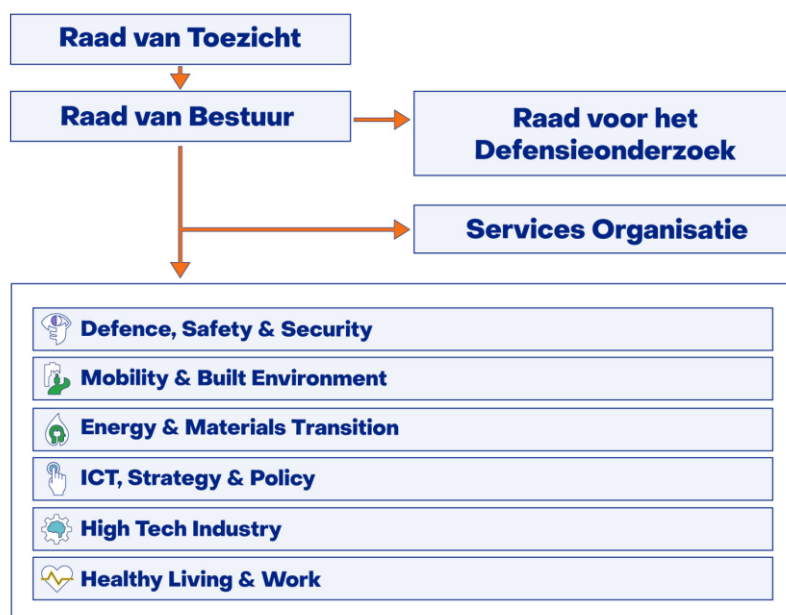 Raad van Toezicht
Raad van Bestuur
Raad voor het
Defensieonderzoek
Services Organisatie
Defence, Safety & Security
Mobility & Built Environment
Energy & Materials Transition
ICT, Strategy & Policy
High Tech Industry
Healthy Living & Work